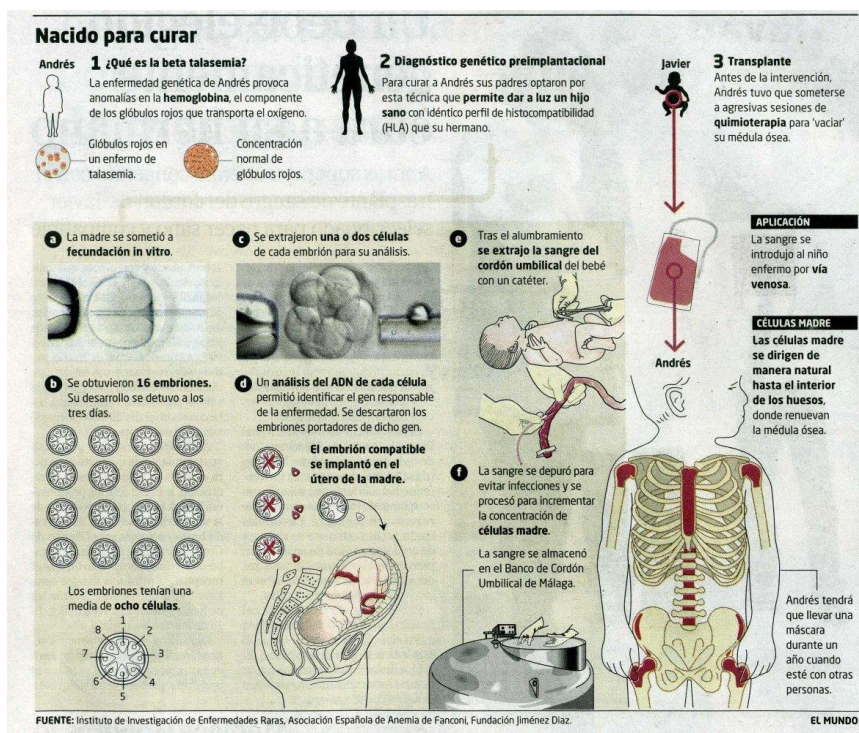 Nacido para curar
Andrés
1 ¿Qué es la beta talasemia?
La enfermedad genética de Andrés provoca
anomalías en la hemoglobina, el componente
de los glóbulos rojos que transporta el oxígeno.
Glóbulos rojos en
un enfermo de
talasemia.
Concentración
normal de
glóbulos rojos.
2 Diagnóstico genético preimplantacional
Para curar a Andrés sus padres optaron por
esta técnica que permite dar a luz un hijo
sano con idéntico perfil de histocompatibilidad
(HLA) que su hermano.
Javier
3 Transplante
Antes de la intervención,
Andrés tuvo que someterse
a agresivas sesiones de
quimioterapia para 'vaciar'
su médula ósea.
a La madre se sometió a
fecundación in vitro.
b Se obtuvieron 16 embriones.
Su desarrollo se detuvo a los
tres días.
Los embriones tenían una
media de ocho células.
1
2
3
4
5
6
7
8
c Se extrajeron una o dos células
de cada embrión para su análisis.
d Un análisis del ADN de cada célula
permitió identificar el gen responsable
de la enfermedad. Se descartaron los
embriones portadores de dicho gen.
El embrión compatible
se implantó en el
útero de la madre.
e Tras el alumbramiento
se extrajo la sangre del
cordón umbilical del bebé
con un catéter.
f La sangre se depuró para
evitar infecciones y se
procesó para incrementar
la concentración de
células madre.
La sangre se almacenó
en el Banco de Cordón
Umbilical de Málaga.
APLICACIÓN
La sangre se
introdujo al niño
enfermo por vía
venosa.
CÉLULAS MADRE
Las células madre
se dirigen de
manera natural
hasta el interior
de los huesos,
donde renuevan
la médula ósea.
Andrés
Andrés tendrá
que llevar una
máscara
durante un
año cuando
esté con otras
personas.
FUENTE: Instituto de Investigación de Enfermedades Raras, Asociación Española de Anemia de Fanconi, Fundación Jiménez Diaz.
EL MUNDO